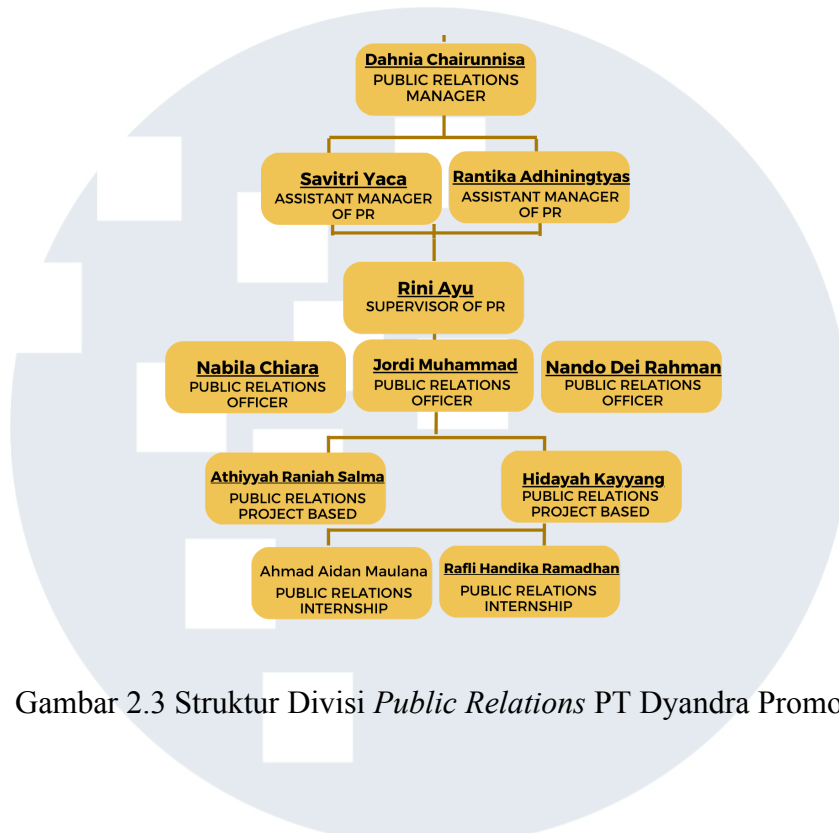 Dahnia Chairunnisa
PUBLIC RELATIONS
MANAGER
Savitri Yaca
ASSISTANT MANAGER
OF PR
Rantika Adhiningtyas
ASSISTANT MANAGER
OF PR
Rini Ayu
SUPERVISOR OF PR
Nabila Chiara
PUBLIC RELATIONS
OFFICER
Jordi Muhammad
PUBLIC RELATIONS
OFFICER
Nando Dei Rahman
PUBLIC RELATIONS
OFFICER
Athiyyah Raniah Salma
PUBLIC RELATIONS
PROJECT BASED
Hidayah Kayyang
PUBLIC RELATIONS
PROJECT BASED
Ahmad Aidan Maulana
PUBLIC RELATIONS
INTERNSHIP
Rafli Handika Ramadhan
PUBLIC RELATIONS
INTERNSHIP
Gambar 2.3 Struktur Divisi Public Relations PT Dyandra Promo